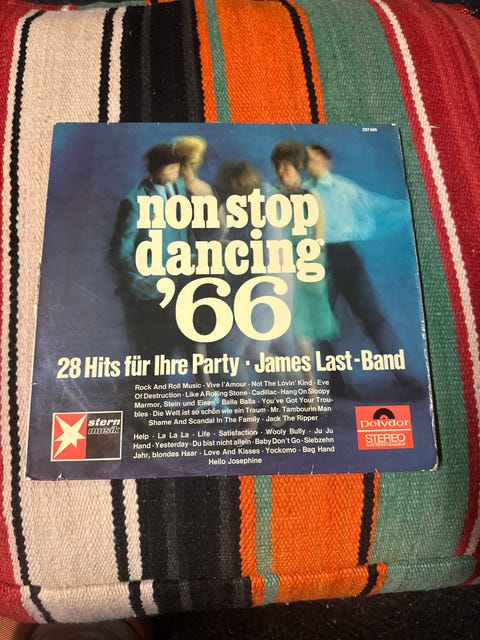 237 495
non stop
dancing
’66
28 Hits für Ihre Party · James Last-Band
Rock And Roll Music · Vive l'Amour · Not The Lovin' Kind · Eve
Of Destruction · Like A Rolling Stone · Cadillac · Hang On Sloopy
Marmor, Stein und Eisen · Balla Balla · You've Got Your Trou-
bles · Die Welt ist so schön wie ein Traum · Mr. Tambourin Man
Shame And Scandal In The Family · Jack The Ripper
Help · La La La · Life · Satisfaction · Wooly Bully · Ju Ju
Hand · Yesterday · Du bist nicht allein · Baby Don't Go · Siebzehn
Jahr, blondes Haar · Love And Kisses · Yockomo · Bag Hand
Hello Josephine
stern
musik
Polydor
STEREO